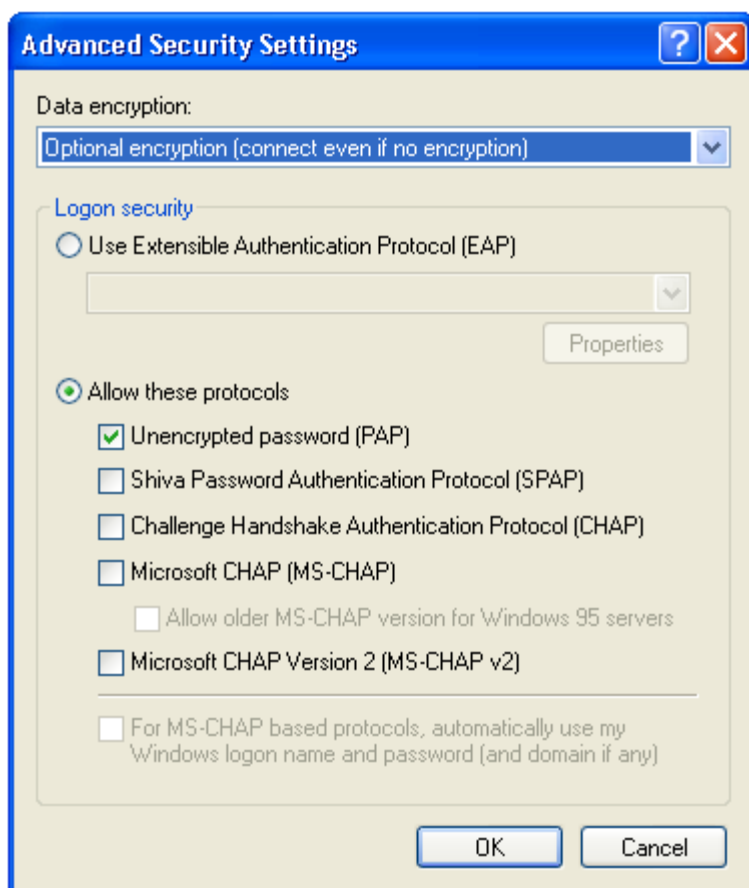 Advanced Security Settings
Data encryption:
Optional encryption (connect even if no encryption)
Logon security
Use Extensible Authentication Protocol (EAP)
Properties
Allow these protocols
Unencrypted password (PAP)
Shiva Password Authentication Protocol (SPAP)
Challenge Handshake Authentication Protocol (CHAP)
Microsoft CHAP (MS-CHAP)
Allow older MS-CHAP version for Windows 95 servers
Microsoft CHAP Version 2 (MS-CHAP v2)
For MS-CHAP based protocols, automatically use my
Windows logon name and password (and domain if any)
OK Cancel